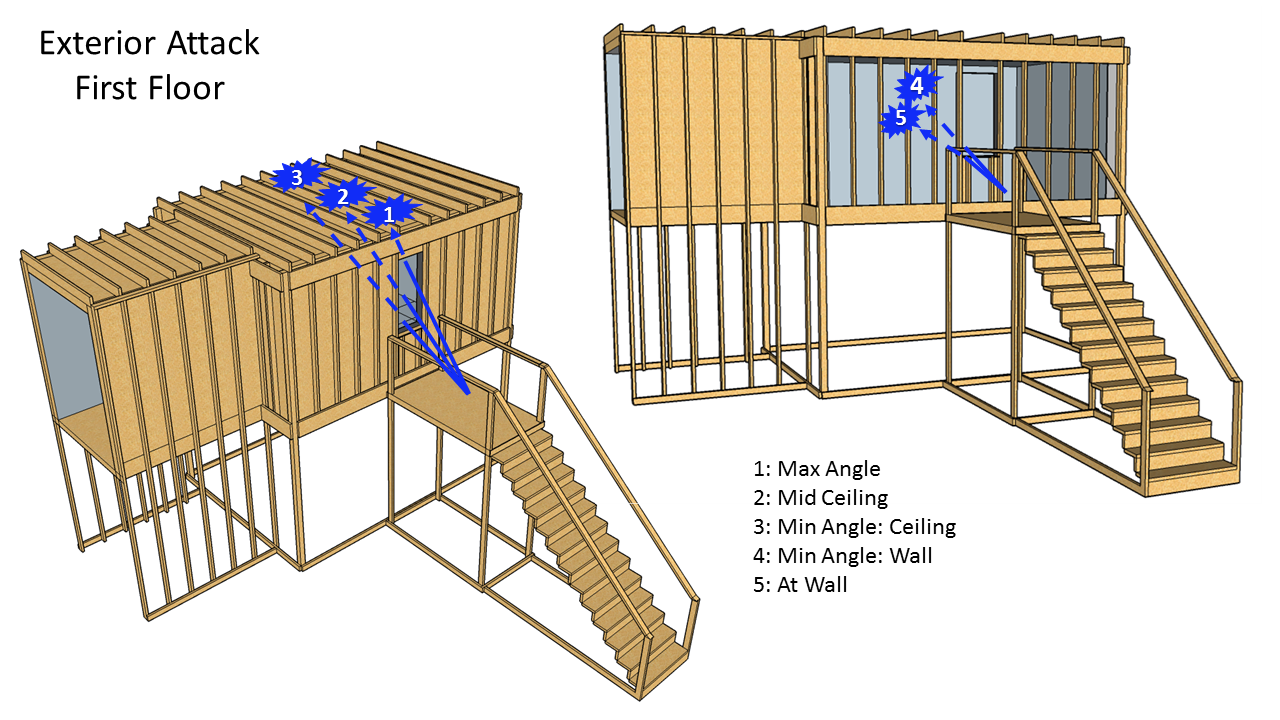 Exterior Attack
First Floor
3
2
1
4
5
1: Max Angle
2: Mid Ceiling
3: Min Angle: Ceiling
4: Min Angle: Wall
5: At Wall